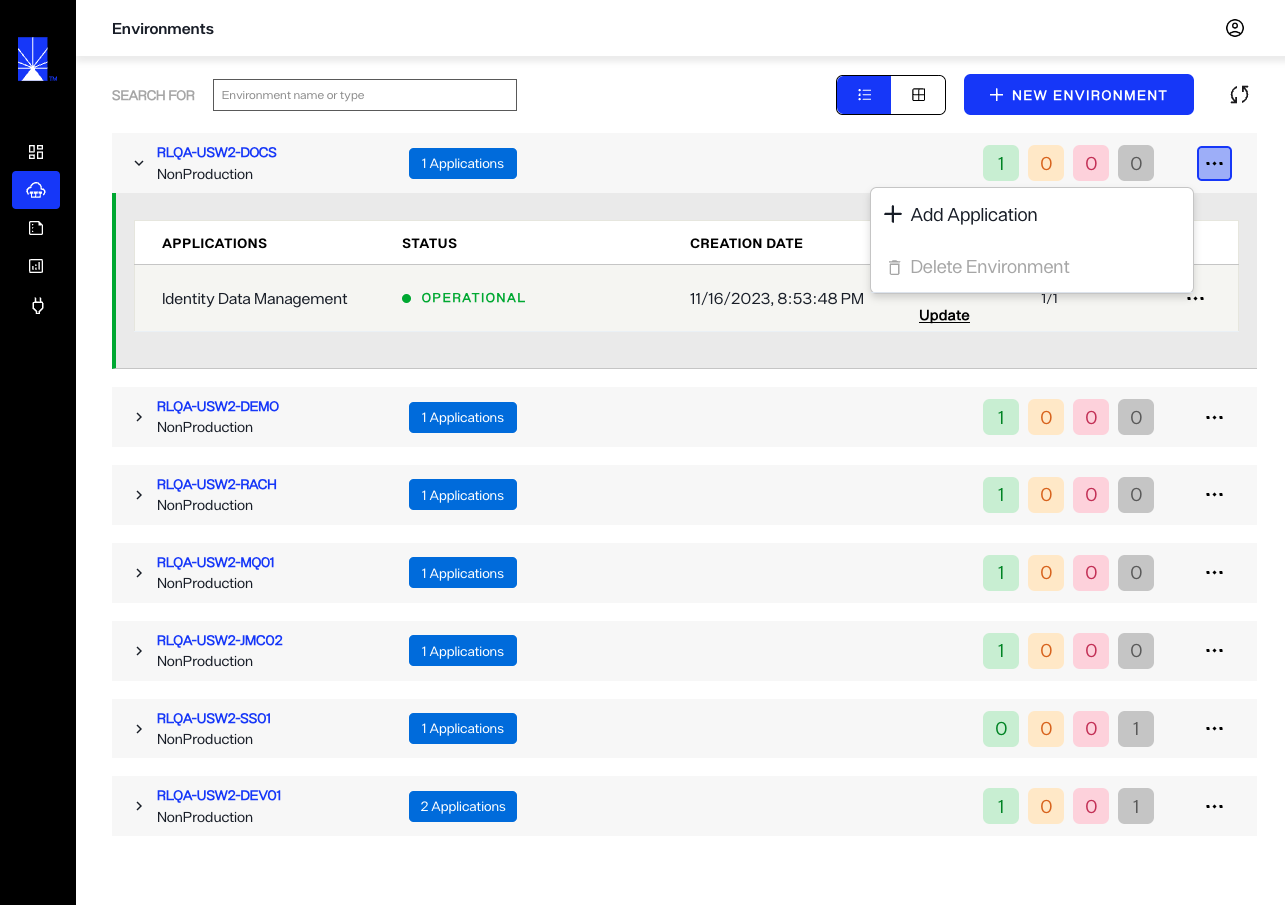 Environments
TM
SEARCH FOR
Environment name or type
NEW ENVIRONMENT
RLQA-USW2-DOCS
NonProduction
1 Applications
1 0 0 0
Add Application
Delete Environment
APPLICATIONS STATUS CREATION DATE
Identity Data Management OPERATIONAL 11/16/2023, 8:53:48 PM 1/1
Update
RLQA-USW2-DEMO
NonProduction
1 Applications
1 0 0 0
RLQA-USW2-RACH
NonProduction
1 Applications
1 0 0 0
RLQA-USW2-MQ01
NonProduction
1 Applications
1 0 0 0
RLQA-USW2-JMC02
NonProduction
1 Applications
1 0 0 0
RLQA-USW2-SS01
NonProduction
1 Applications
0 0 0 1
RLQA-USW2-DEV01
NonProduction
2 Applications
1 0 0 1